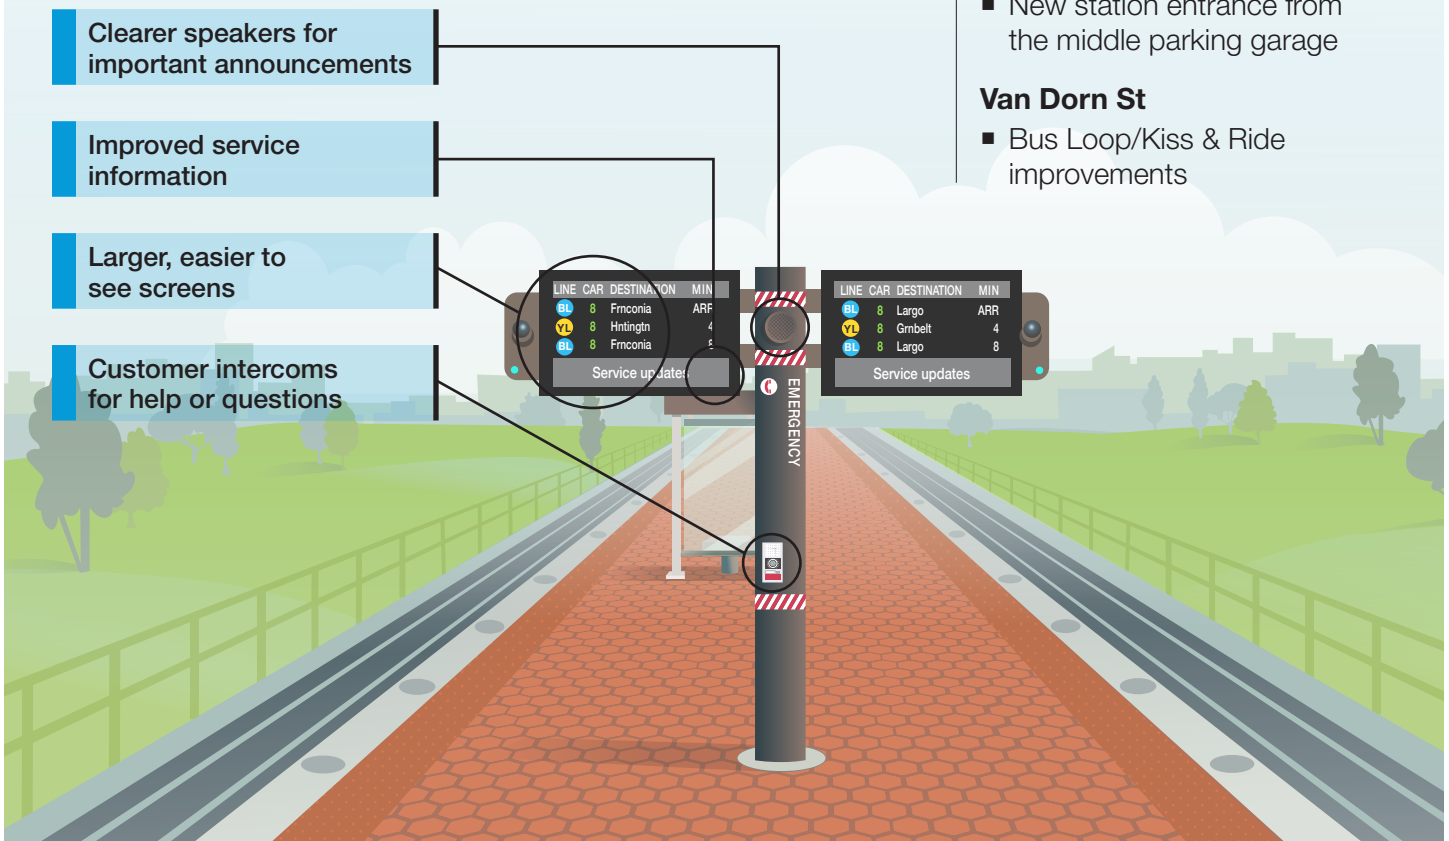 Clearer speakers for
important announcements
Improved service
information
Larger, easier to
see screens
Customer intercoms
for help or questions
■ New station entrance from
the middle parking garage
Van Dorn St
■ Bus Loop/Kiss & Ride
improvements
LINE CAR DESTINATION MIN
BL 8 Frnconia ARR
YL 8 Hntingtn 4
BL 8 Frnconia 8
Service updates
LINE CAR DESTINATION MIN
BL 8 Largo ARR
YL 8 Grnbelt 4
BL 8 Largo 8
Service updates
EMERGENCY